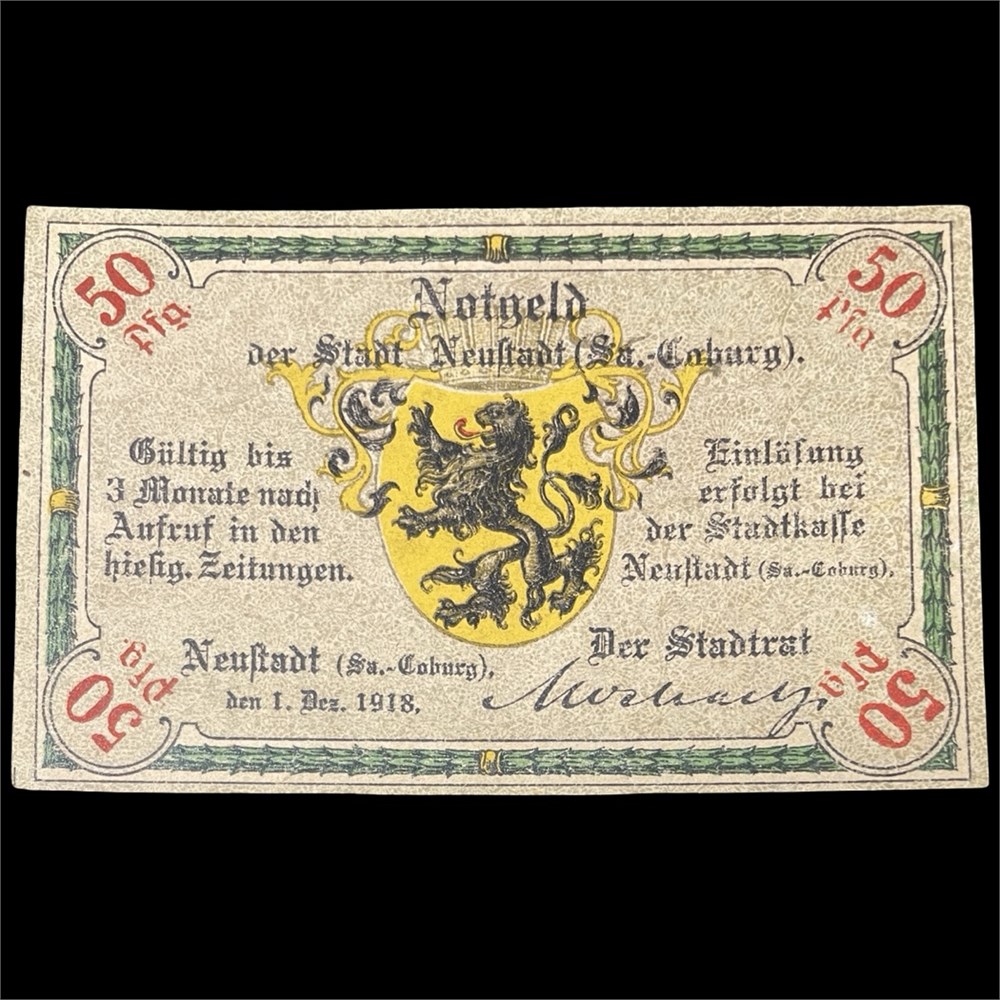 50 Pfg.
50 Pfg
Notgeld
der Stadt Neustadt (Sa.-Coburg).
Gültig bis
3 Monate nach
Aufruf in den
hiesig. Zeitungen.
Einlösung
erfolgt bei
der Stadtkasse
Neustadt (Sa.-Coburg).
Neustadt (Sa.-Coburg),
den 1. Dez. 1918.
Der Stadtrat
50 Pfg.
50 Pfg.